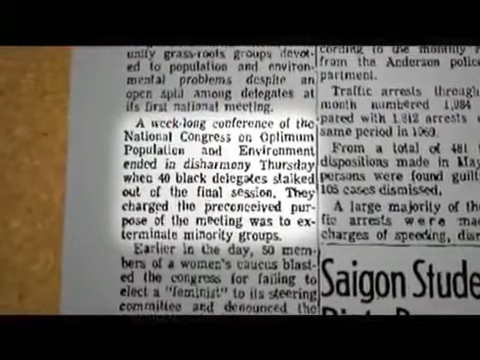 unify grass-roots groups devot-
ed to population and environ-
mental problems despite an
open split among delegates at
its first national meeting.
A week-long conference of the
National Congress on Optimum
Population and Environment
ended in disharmony Thursday
when 40 black delegates stalked
out of the final session. They
charged the preconceived pur-
pose of the meeting was to ex-
terminate minority groups.
Earlier in the day, 50 mem-
bers of a women's caucus blast-
ed the congress for failing to
elect a "feminist" to its steering
committee and denounced the
to the monthly
from the Anderson police
partment.
Traffic arrests through
month numbered 1,084
pared with 1,812 arrests
same period in 1969.
From a total of 481
dispositions made in May
persons were found guilt
105 cases dismissed.
A large majority of the
fic arrests were mad
charges of speeding,
Saigon Stude